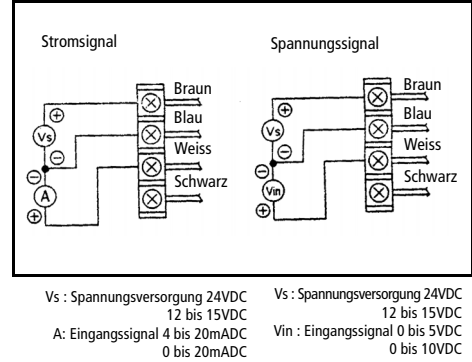 Stromsignal
Braun
Blau
Weiss
Schwarz
⊕
Vs
⊖
⊖
A
⊕
Spannungssignal
Braun
Blau
Weiss
Schwarz
⊕
Vs
⊖
⊖
Vin
⊕
Vs : Spannungsversorgung 24VDC
12 bis 15VDC
A: Eingangssignal 4 bis 20mADC
0 bis 20mADC
Vs : Spannungsversorgung 24VDC
12 bis 15VDC
Vin : Eingangssignal 0 bis 5VDC
0 bis 10VDC